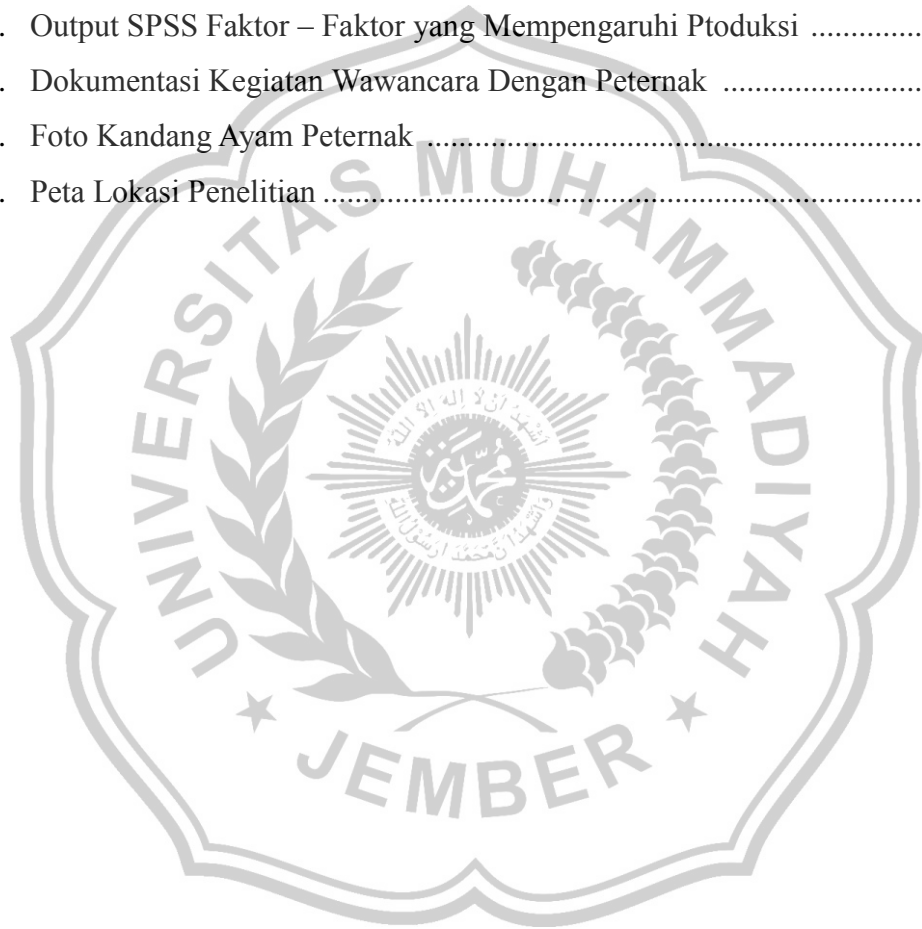 . Output SPSS Faktor – Faktor yang Mempengaruhi Ptoduksi ..............
. Dokumentasi Kegiatan Wawancara Dengan Peternak .........................
. Foto Kandang Ayam Peternak ..............................................................
. Peta Lokasi Penelitian ...........................................................................
UNIVERSITAS MUHAMMADIYAH
JEMBER